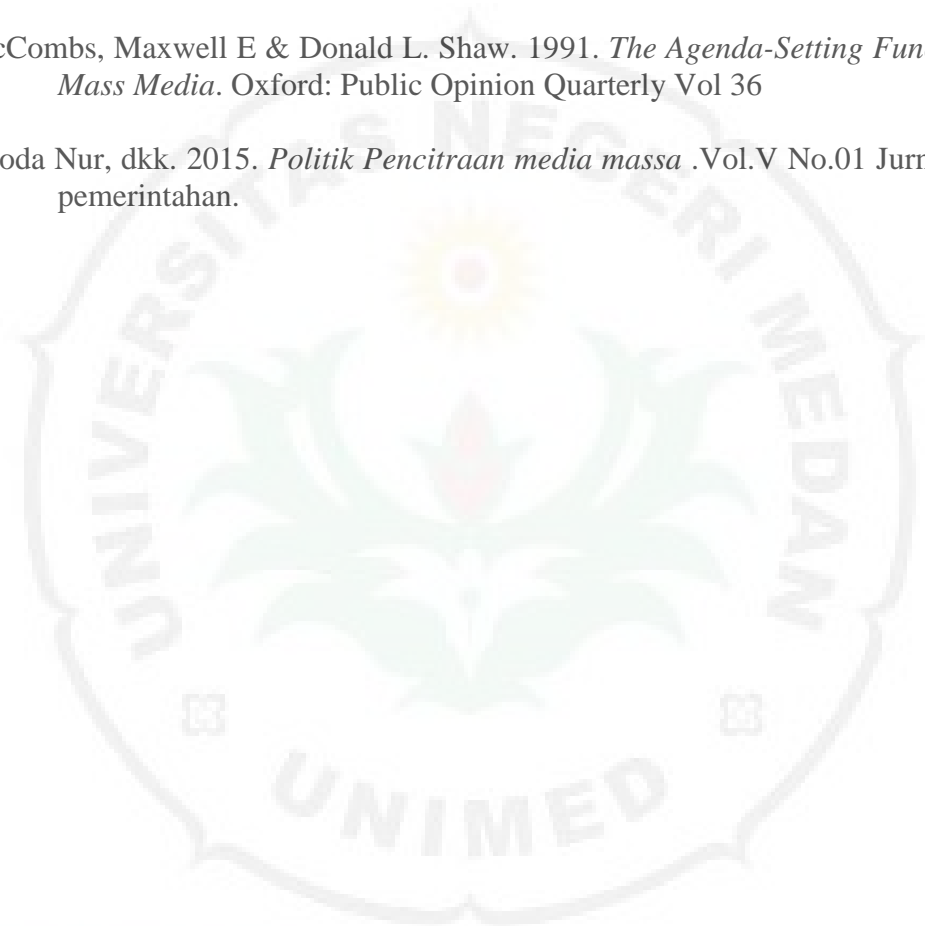 cCombs, Maxwell E & Donald L. Shaw. 1991. The Agenda-Setting Func
Mass Media. Oxford: Public Opinion Quarterly Vol 36
oda Nur, dkk. 2015. Politik Pencitraan media massa .Vol.V No.01 Jurn
pemerintahan.
UNIVERSITAS NEGERI MEDAN
UNIMED